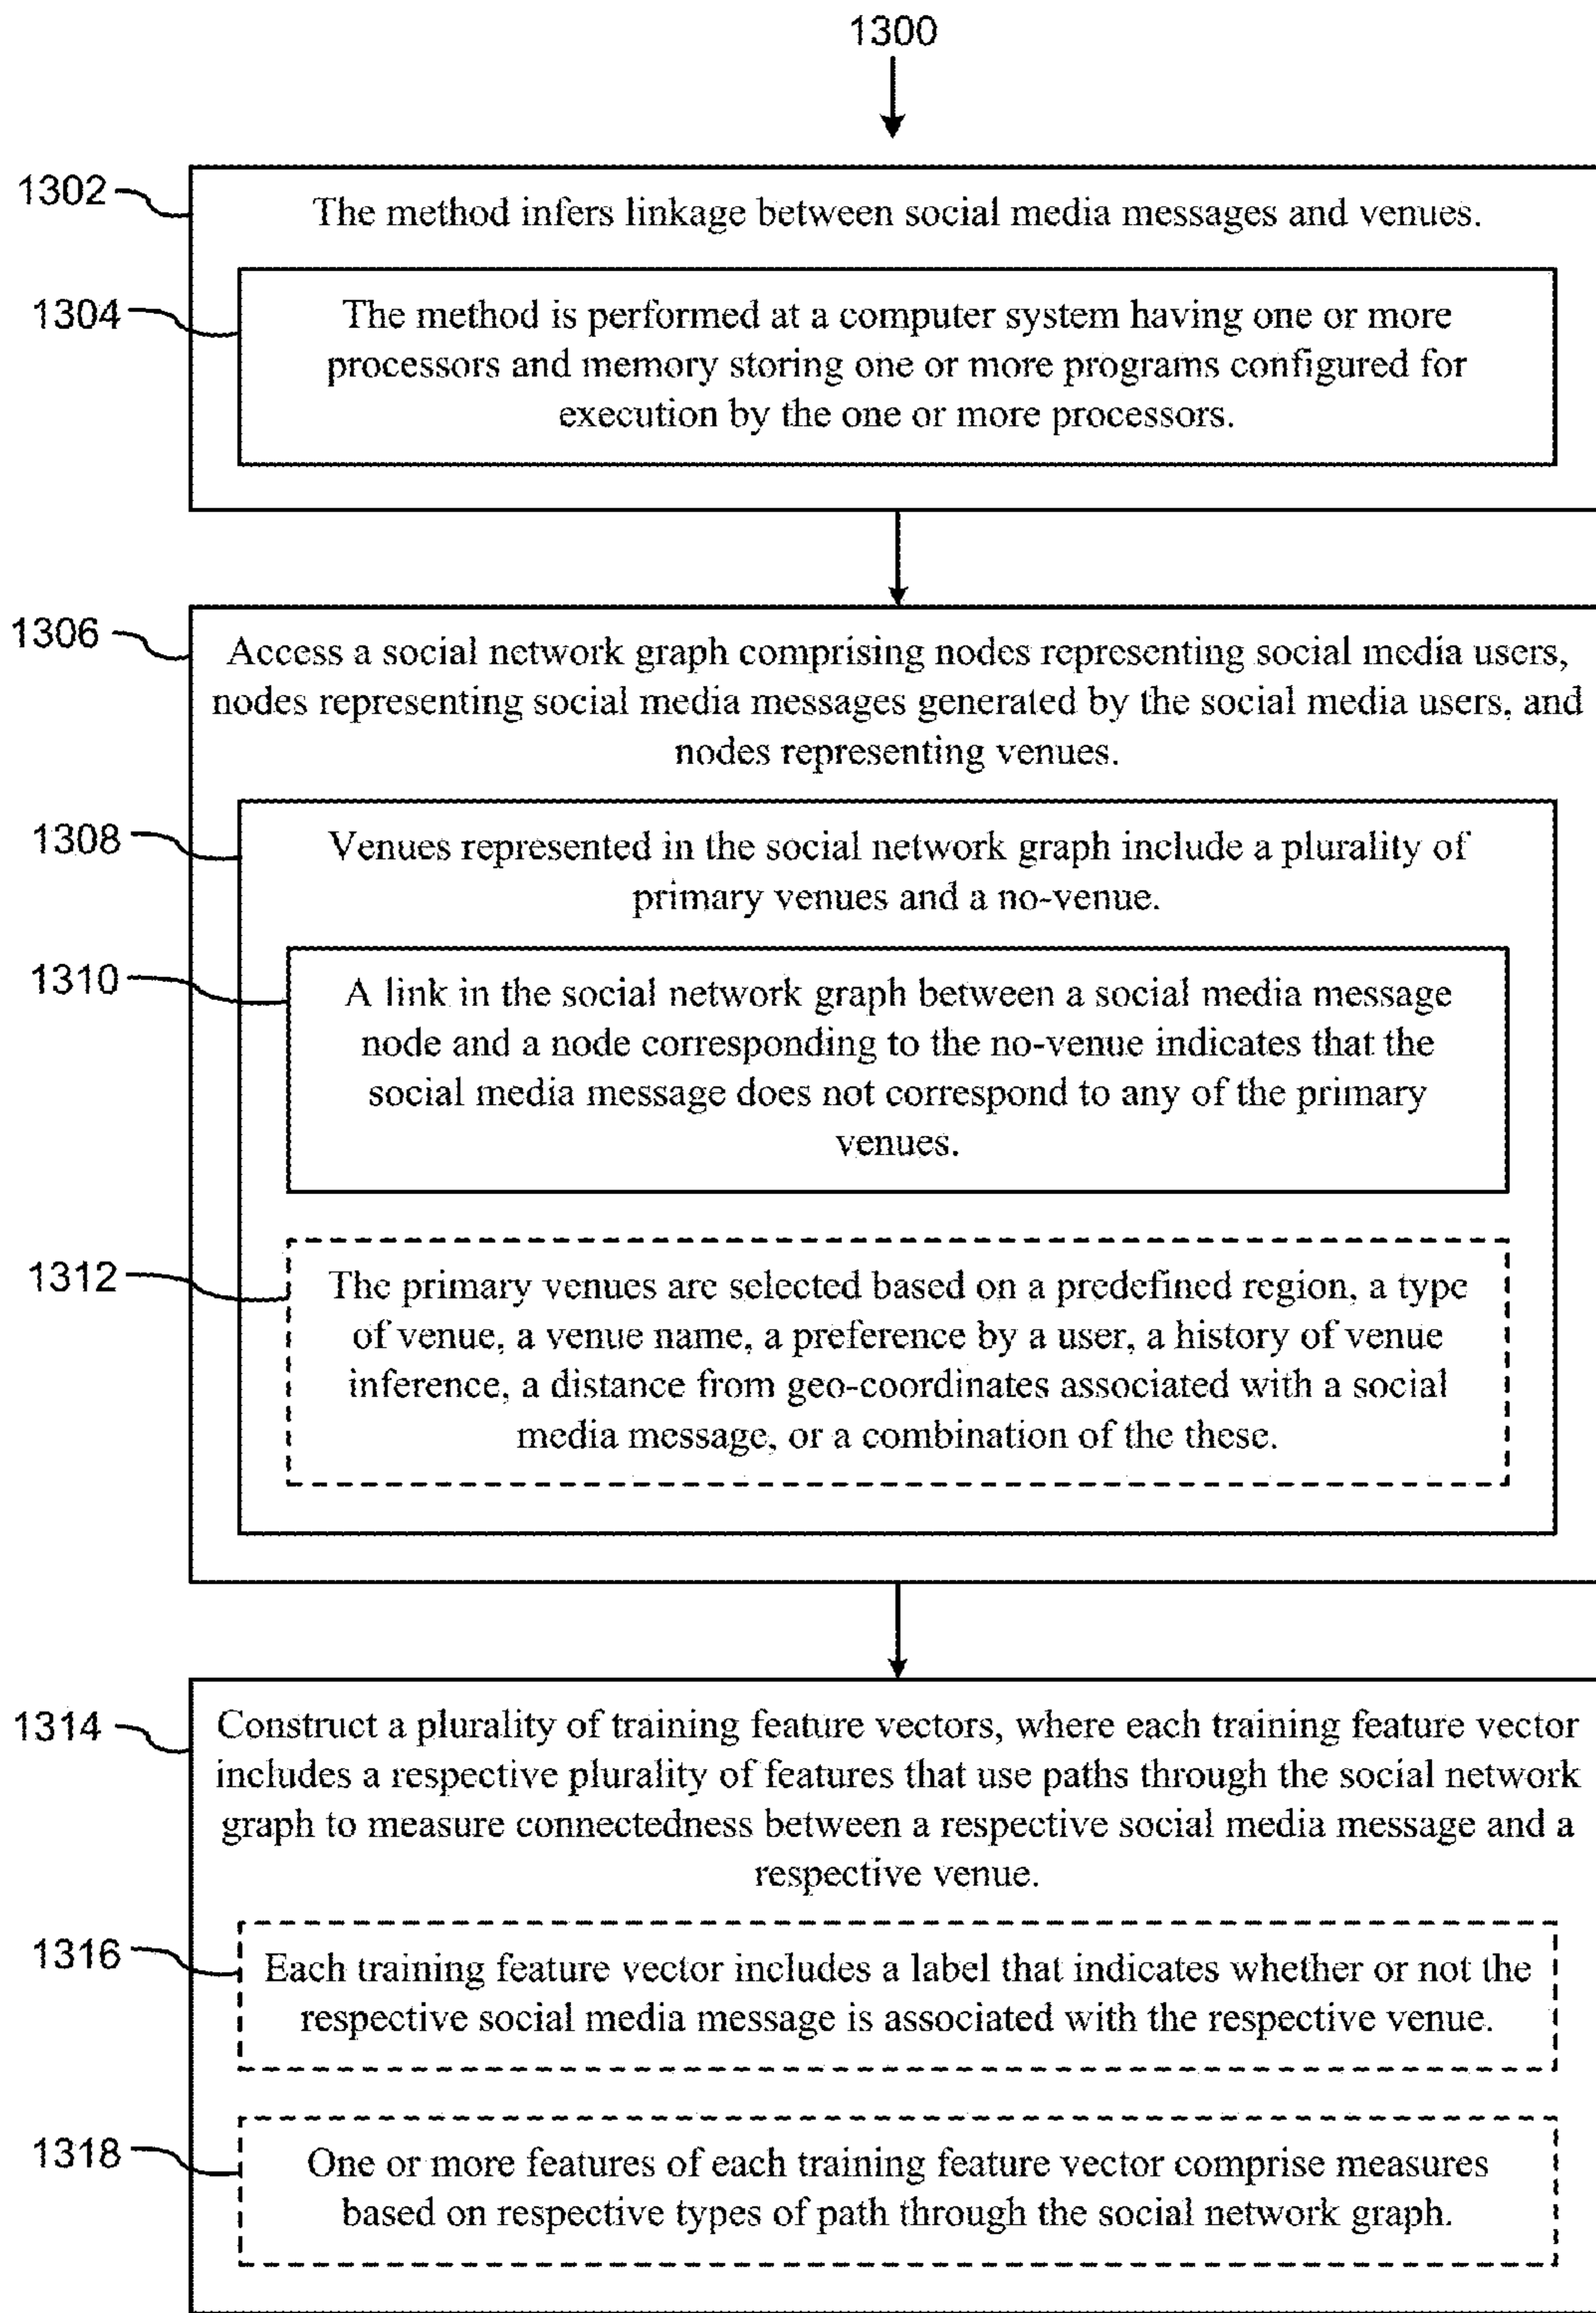 1300
1302
The method infers linkage between social media messages and venues.
1304
The method is performed at a computer system having one or more
processors and memory storing one or more programs configured for
execution by the one or more processors.
1306
Access a social network graph comprising nodes representing social media users,
nodes representing social media messages generated by the social media users, and
nodes representing venues.
1308
Venues represented in the social network graph include a plurality of
primary venues and a no-venue.
1310
A link in the social network graph between a social media message
node and a node corresponding to the no-venue indicates that the
social media message does not correspond to any of the primary
venues.
1312
The primary venues are selected based on a predefined region, a type
of venue, a venue name, a preference by a user, a history of venue
inference, a distance from geo-coordinates associated with a social
media message, or a combination of the these.
1314
Construct a plurality of training feature vectors, where each training feature vector
includes a respective plurality of features that use paths through the social network
graph to measure connectedness between a respective social media message and a
respective venue.
1316
Each training feature vector includes a label that indicates whether or not the
respective social media message is associated with the respective venue.
1318
One or more features of each training feature vector comprise measures
based on respective types of path through the social network graph.